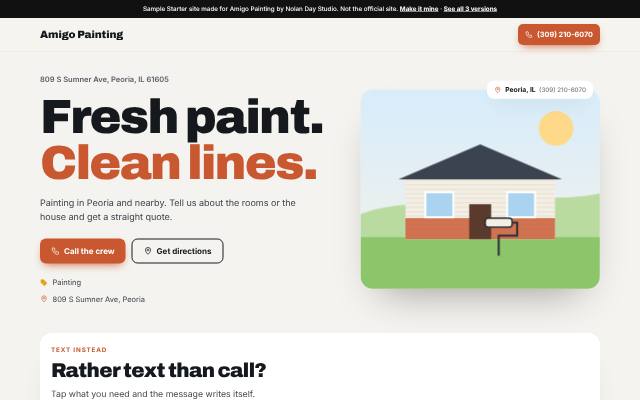 Sample Starter site made for Amigo Painting by Nolan Day Studio. Not the official site. Make it mine · See all 3 versions
Amigo Painting
(309) 210-6070
809 S Sumner Ave, Peoria, IL 61605
Peoria, IL (309) 210-6070
Fresh paint.
Clean lines.
Painting in Peoria and nearby. Tell us about the rooms or the
house and get a straight quote.
Call the crew
Get directions
Painting
809 S Sumner Ave, Peoria
TEXT INSTEAD
Rather text than call?
Tap what you need and the message writes itself.